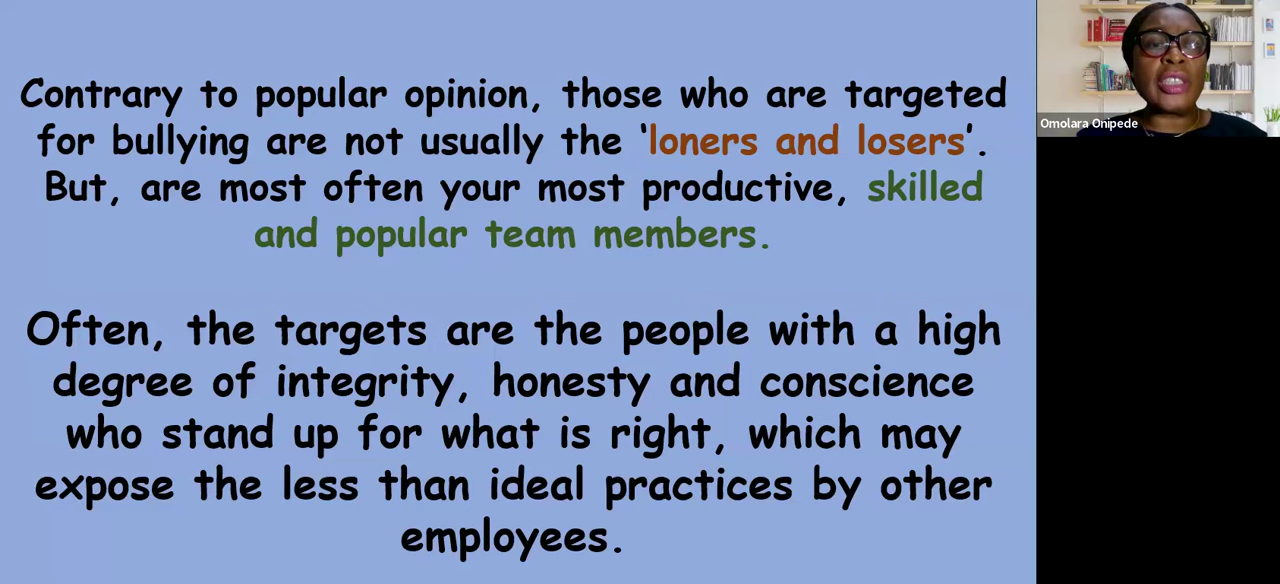 Contrary to popular opinion, those who are targeted
for bullying are not usually the ‘loners and losers’.
But, are most often your most productive, skilled
and popular team members.
Often, the targets are the people with a high
degree of integrity, honesty and conscience
who stand up for what is right, which may
expose the less than ideal practices by other
employees.
Omolara Onipede